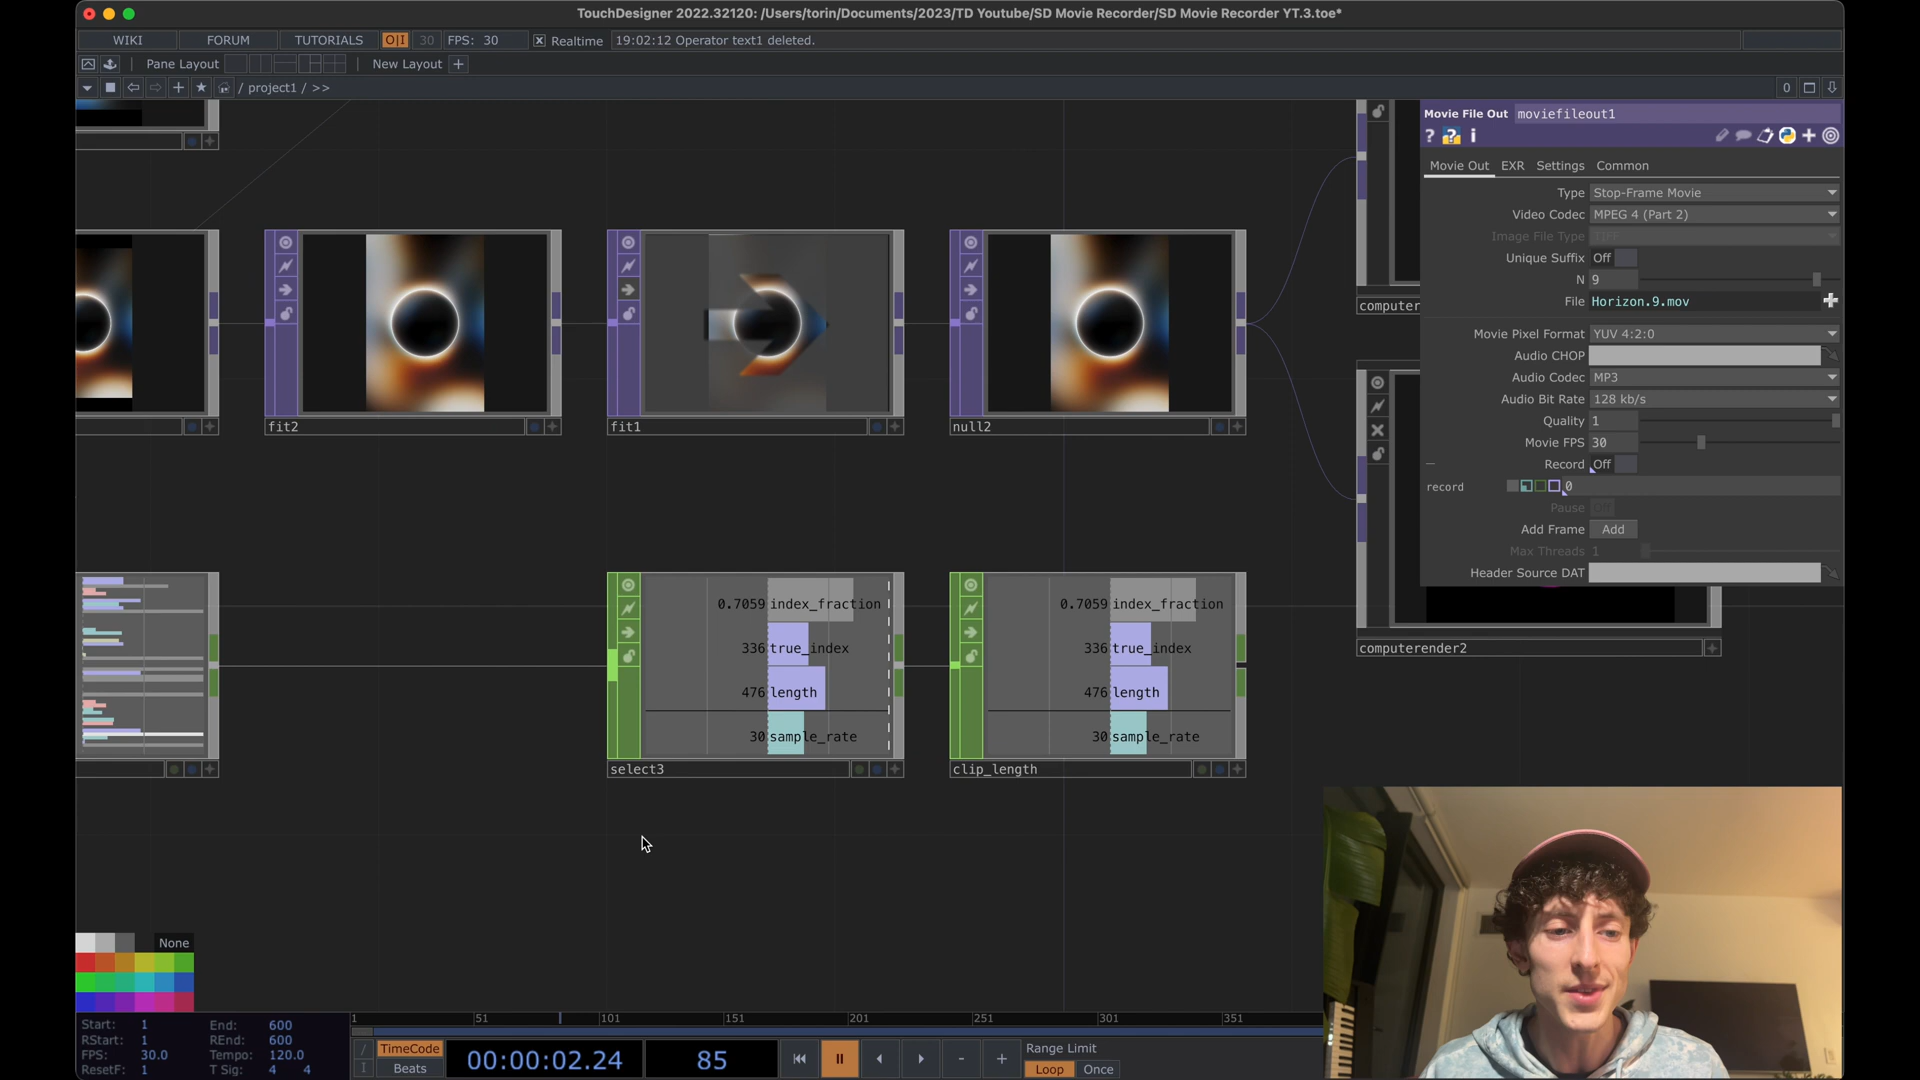 TouchDesigner 2022.32120: /Users/torin/Documents/2023/TD Youtube/SD Movie Recorder/SD Movie Recorder YT.3.toe*
WIKI FORUM TUTORIALS O|I 30 FPS: 30 Realtime 19:02:12 Operator text1 deleted.
Pane Layout New Layout +
/ project1 / >> 0
Movie File Out moviefileout1
? ? i
Movie Out EXR Settings Common
Type Stop-Frame Movie
Video Codec MPEG 4 (Part 2)
Image File Type TIFF
Unique Suffix Off
N 9
File Horizon.9.mov
Movie Pixel Format YUV 4:2:0
Audio CHOP
Audio Codec MP3
Audio Bit Rate 128 kb/s
Quality 1
Movie FPS 30
Record Off
record 0
Pause Off
Add Frame Add
Max Threads 1
Header Source DAT
computer
fit2
fit1
null2
0.7059 index_fraction
336 true_index
476 length
30 sample_rate
select3
0.7059 index_fraction
336 true_index
476 length
30 sample_rate
clip_length
computerender2
None
Start: 1 End: 600
RStart: 1 REnd: 600
FPS: 30.0 Tempo: 120.0
ResetF: 1 T Sig: 4 4
1 51 101 151 201 251 301 351
TimeCode
Beats
00:00:02.24
85
Range Limit
Loop Once